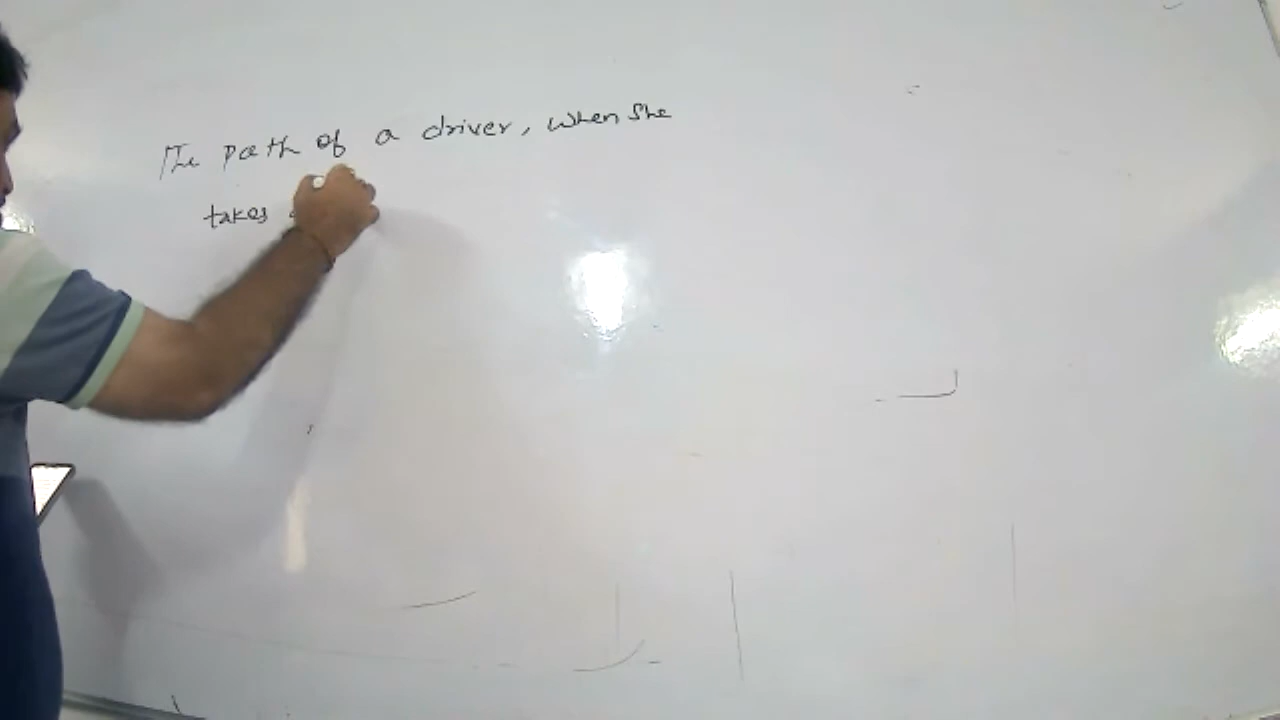 The path of a driver, when she
takes